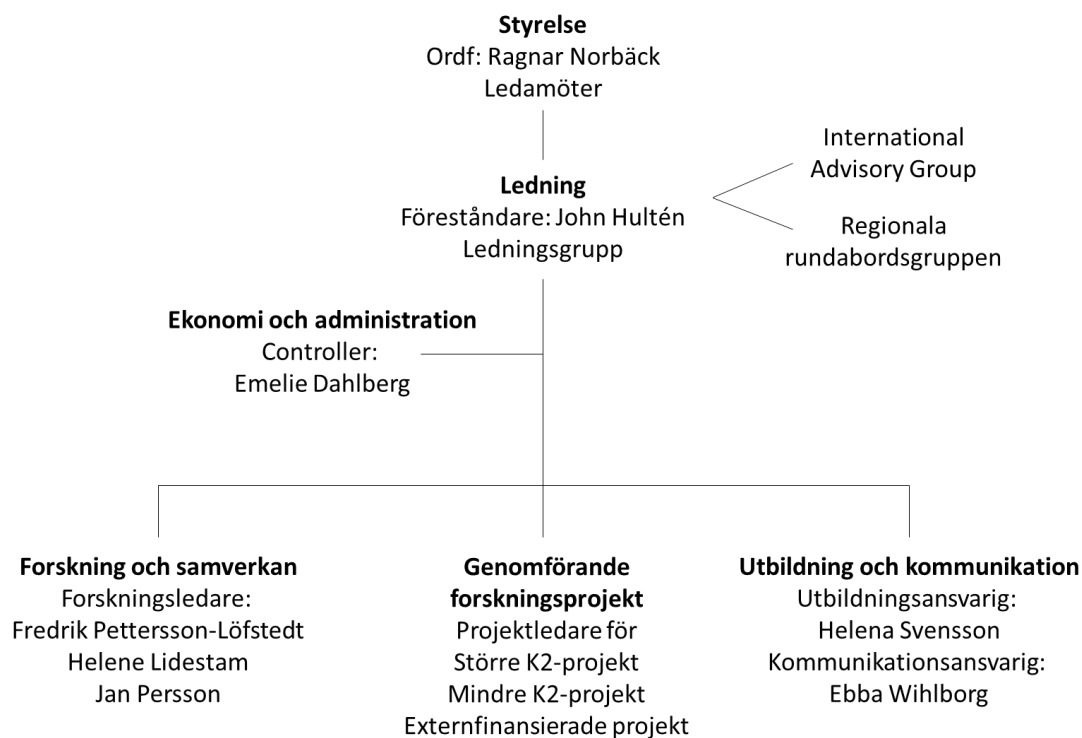 Styrelse
Ordf: Ragnar Norbäck
Ledamöter
International
Advisory Group
Ledning
Föreståndare: John Hultén
Ledningsgrupp
Regionala
rundabordsgruppen
Ekonomi och administration
Controller:
Emelie Dahlberg
Forskning och samverkan
Forskningsledare:
Fredrik Pettersson-Löfstedt
Helene Lidestam
Jan Persson
Genomförande
forskningsprojekt
Projektledare för
Större K2-projekt
Mindre K2-projekt
Externfinansierade projekt
Utbildning och kommunikation
Utbildningsansvarig:
Helena Svensson
Kommunikationsansvarig:
Ebba Wihlborg